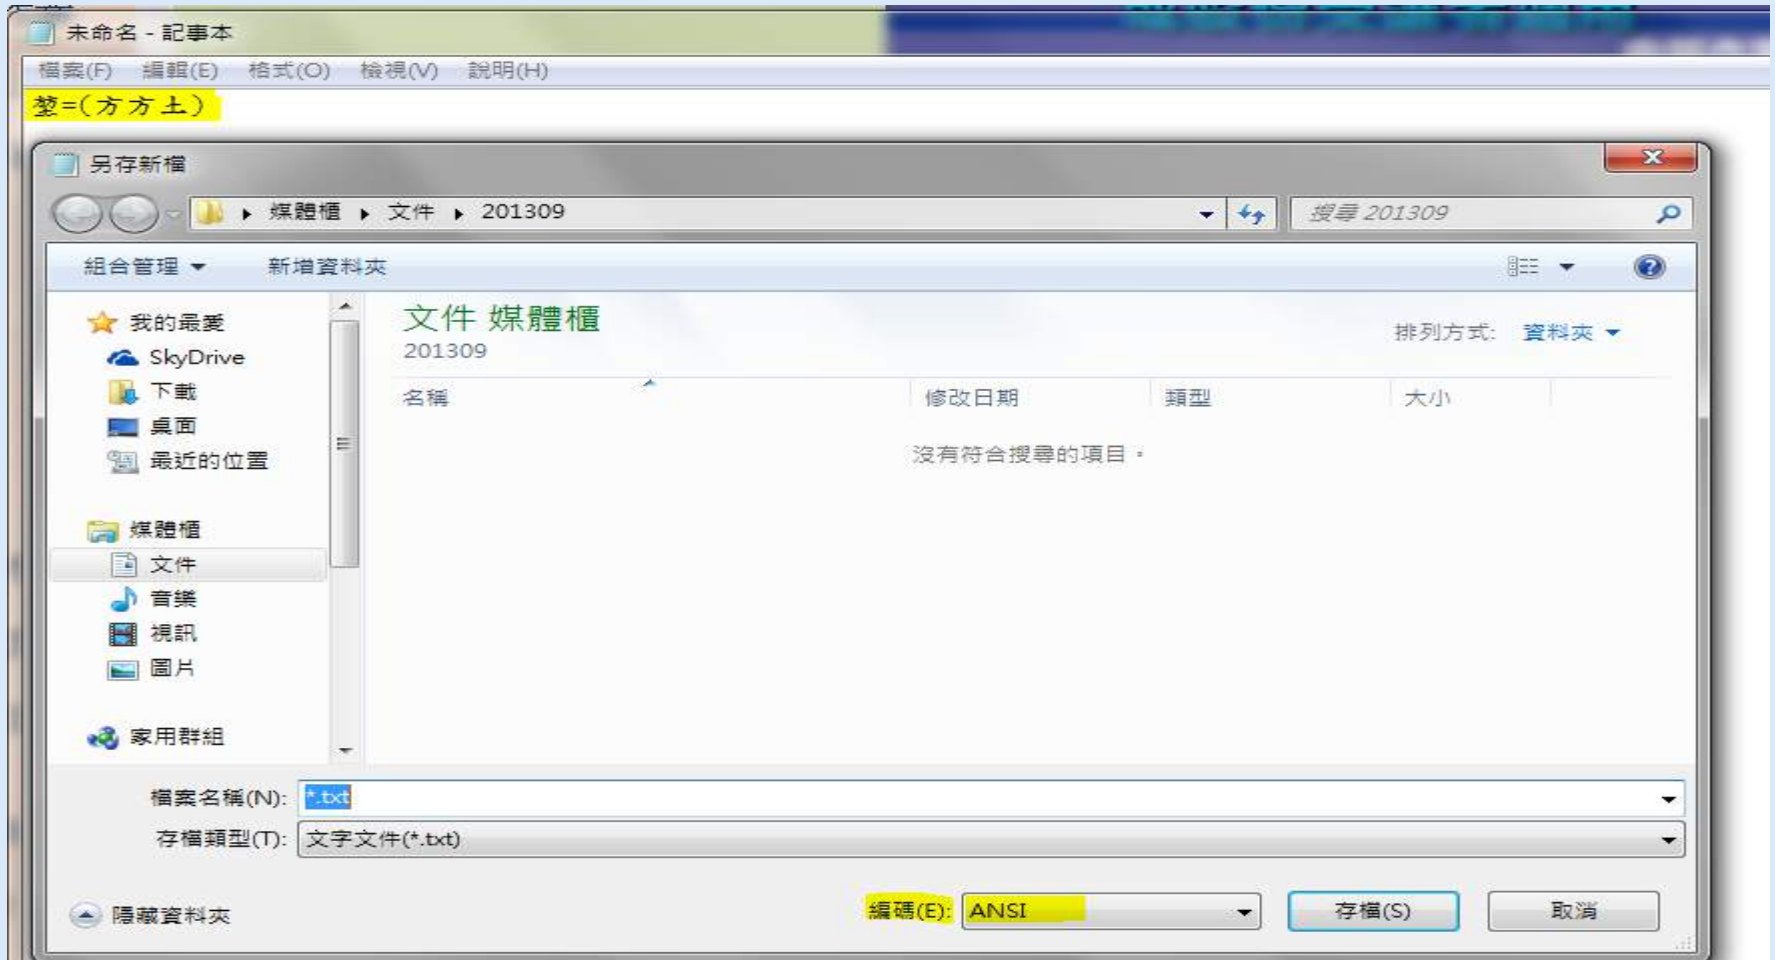 未命名 - 記事本
檔案(F) 編輯(E) 格式(O) 檢視(V) 說明(H)
堃=(方方土)
另存新檔
媒體櫃 文件 201309
搜尋 201309
組合管理 新增資料夾
我的最愛
SkyDrive
下載
桌面
最近的位置
媒體櫃
文件
音樂
視訊
圖片
家用群組
文件 媒體櫃
201309
排列方式: 資料夾
名稱 修改日期 類型 大小
沒有符合搜尋的項目。
檔案名稱(N): *.txt
存檔類型(T): 文字文件(*.txt)
隱藏資料夾
編碼(E): ANSI
存檔(S)
取消